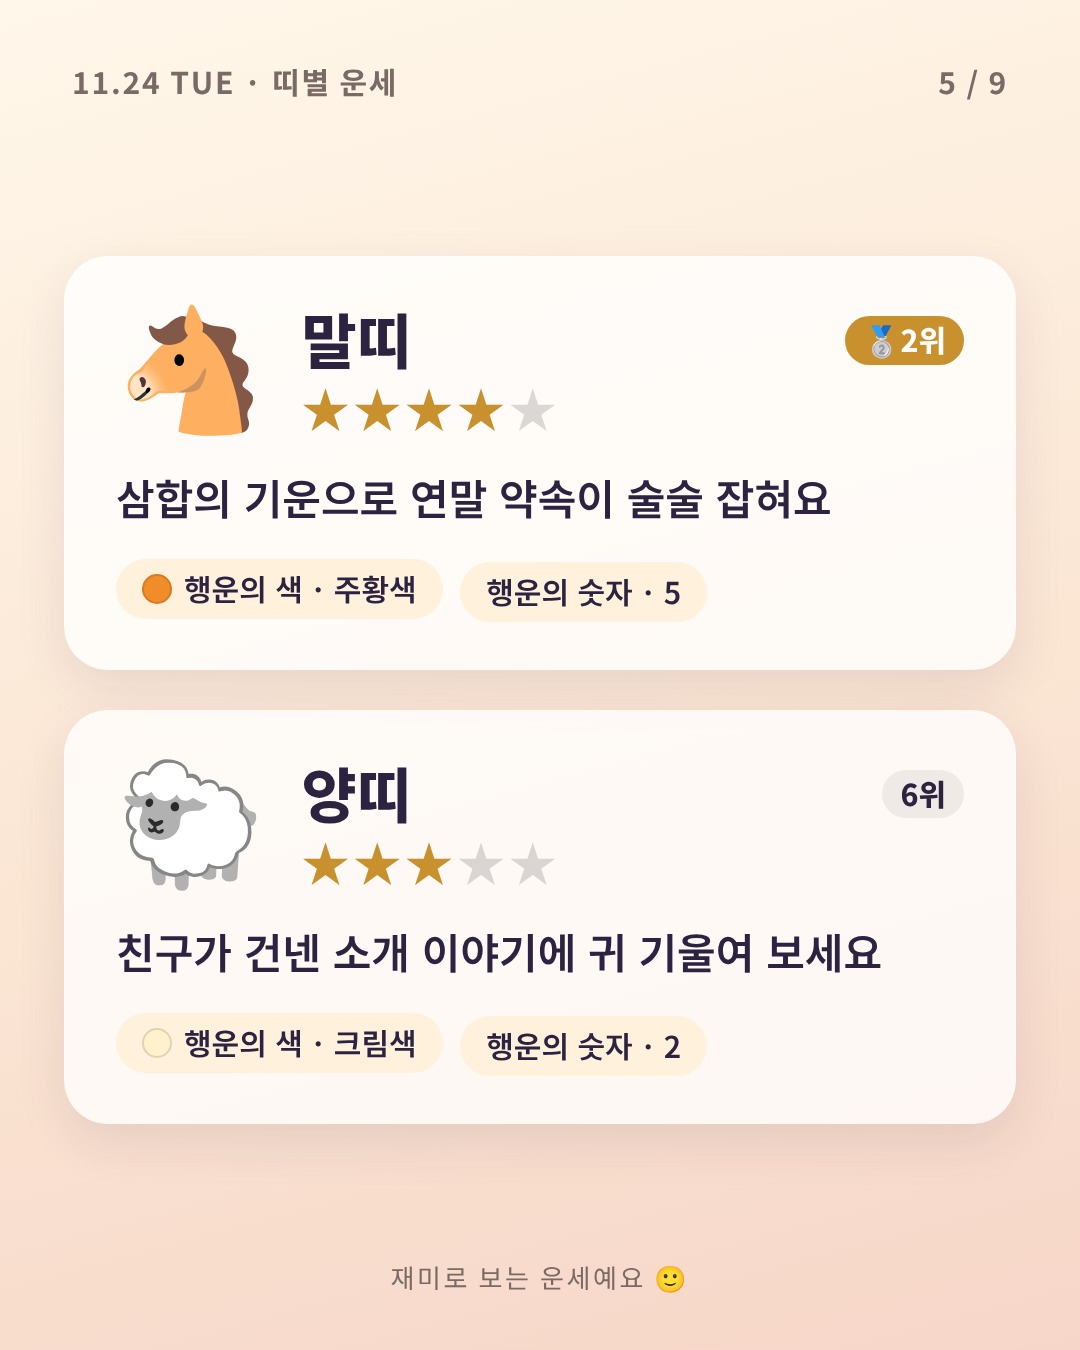 11.24 TUE · 띠별 운세
5 / 9
말띠
🥈2위
★★★★★
삼합의 기운으로 연말 약속이 술술 잡혀요
행운의 색 · 주황색
행운의 숫자 · 5
양띠
6위
★★★★★
친구가 건넨 소개 이야기에 귀 기울여 보세요
행운의 색 · 크림색
행운의 숫자 · 2
재미로 보는 운세예요 🙂